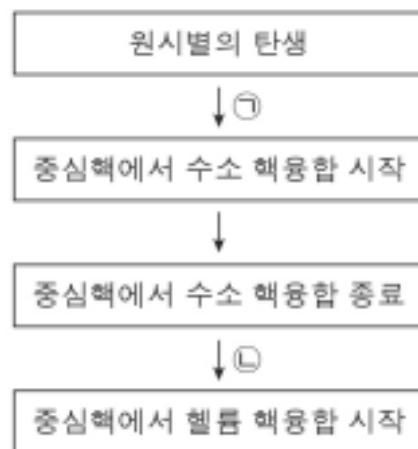 원시별의 탄생
㉠
중심핵에서 수소 핵융합 시작
중심핵에서 수소 핵융합 종료
㉡
중심핵에서 헬륨 핵융합 시작